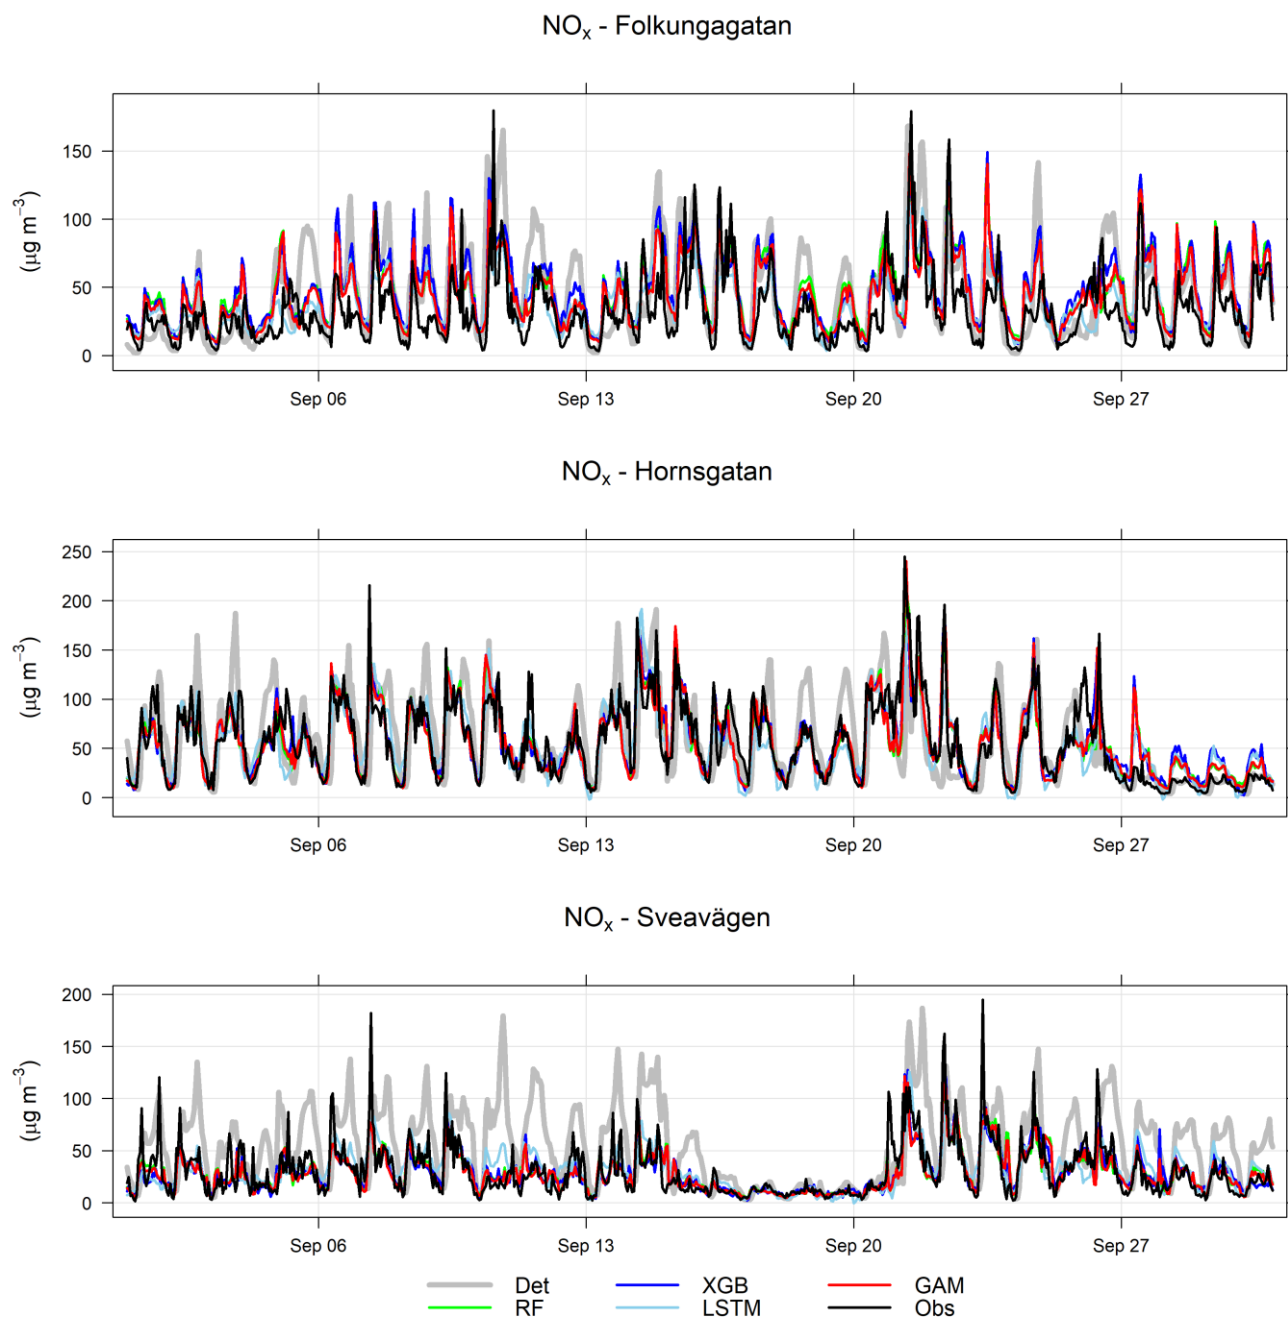 NOx - Folkungagatan
150
100
50
0
(µg m−3)
Sep 06 Sep 13 Sep 20 Sep 27
NOx - Hornsgatan
250
200
150
100
50
0
(µg m−3)
Sep 06 Sep 13 Sep 20 Sep 27
NOx - Sveavägen
200
150
100
50
0
(µg m−3)
Sep 06 Sep 13 Sep 20 Sep 27
Det XGB GAM
RF LSTM Obs